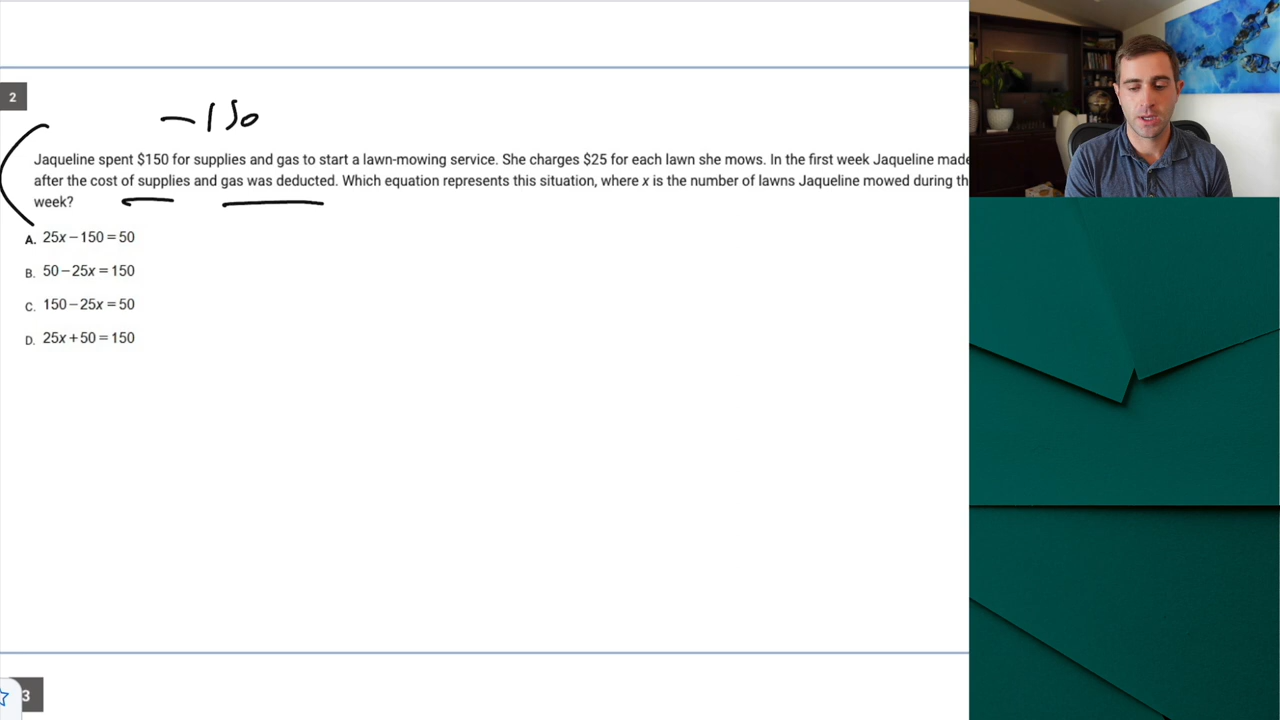 2
-150
Jaqueline spent $150 for supplies and gas to start a lawn-mowing service. She charges $25 for each lawn she mows. In the first week Jaqueline made
after the cost of supplies and gas was deducted. Which equation represents this situation, where x is the number of lawns Jaqueline mowed during
week?
A. 25x-150=50
B. 50-25x=150
C. 150-25x=50
D. 25x+50=150
3